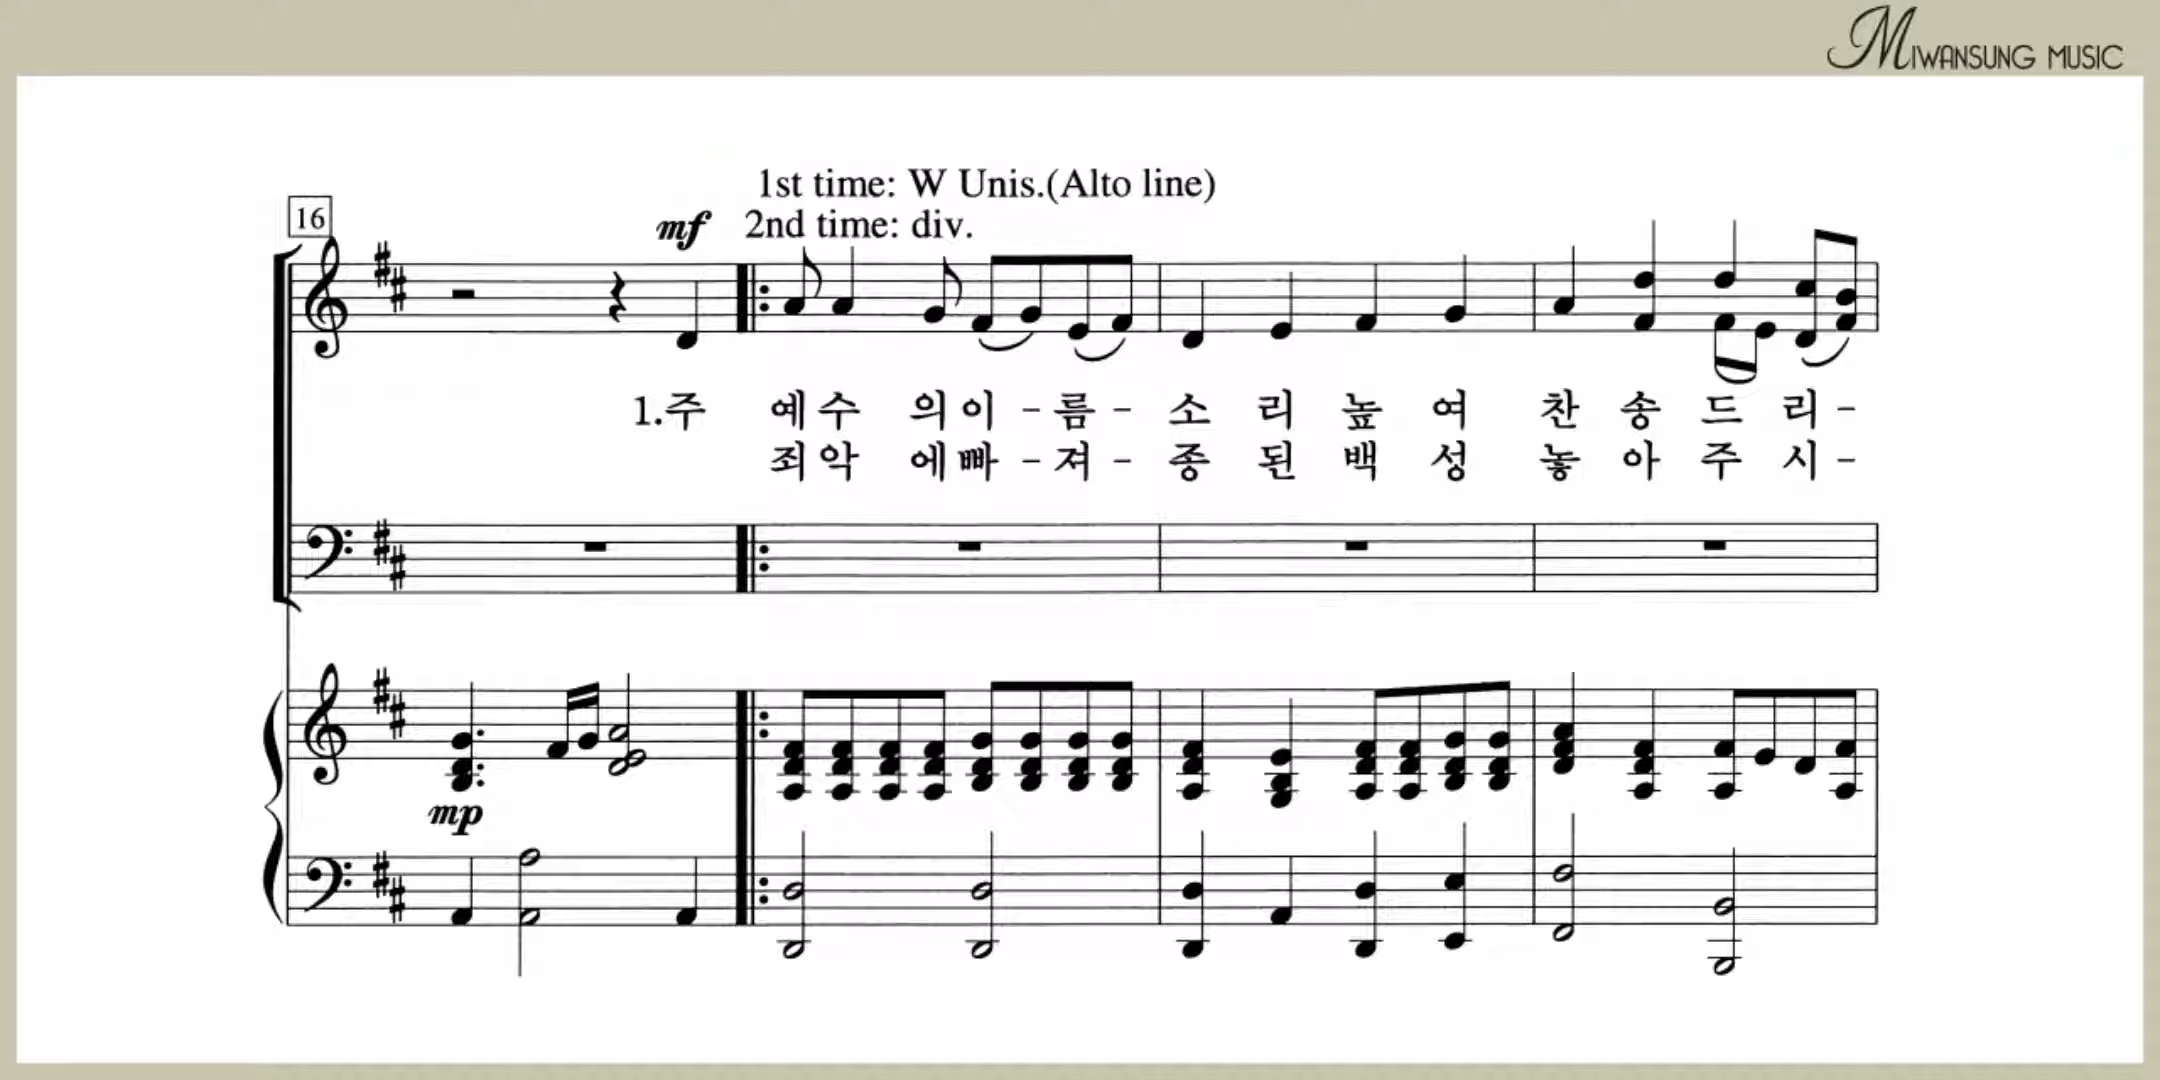 MIWANSUNG MUSIC
1st time: W Unis.(Alto line)
16
mf 2nd time: div.
1.주 예수 의이-름- 소 리 높 여 찬 송 드 리-
죄악 에빠-져- 종 된 백 성 놓 아 주 시-
mp